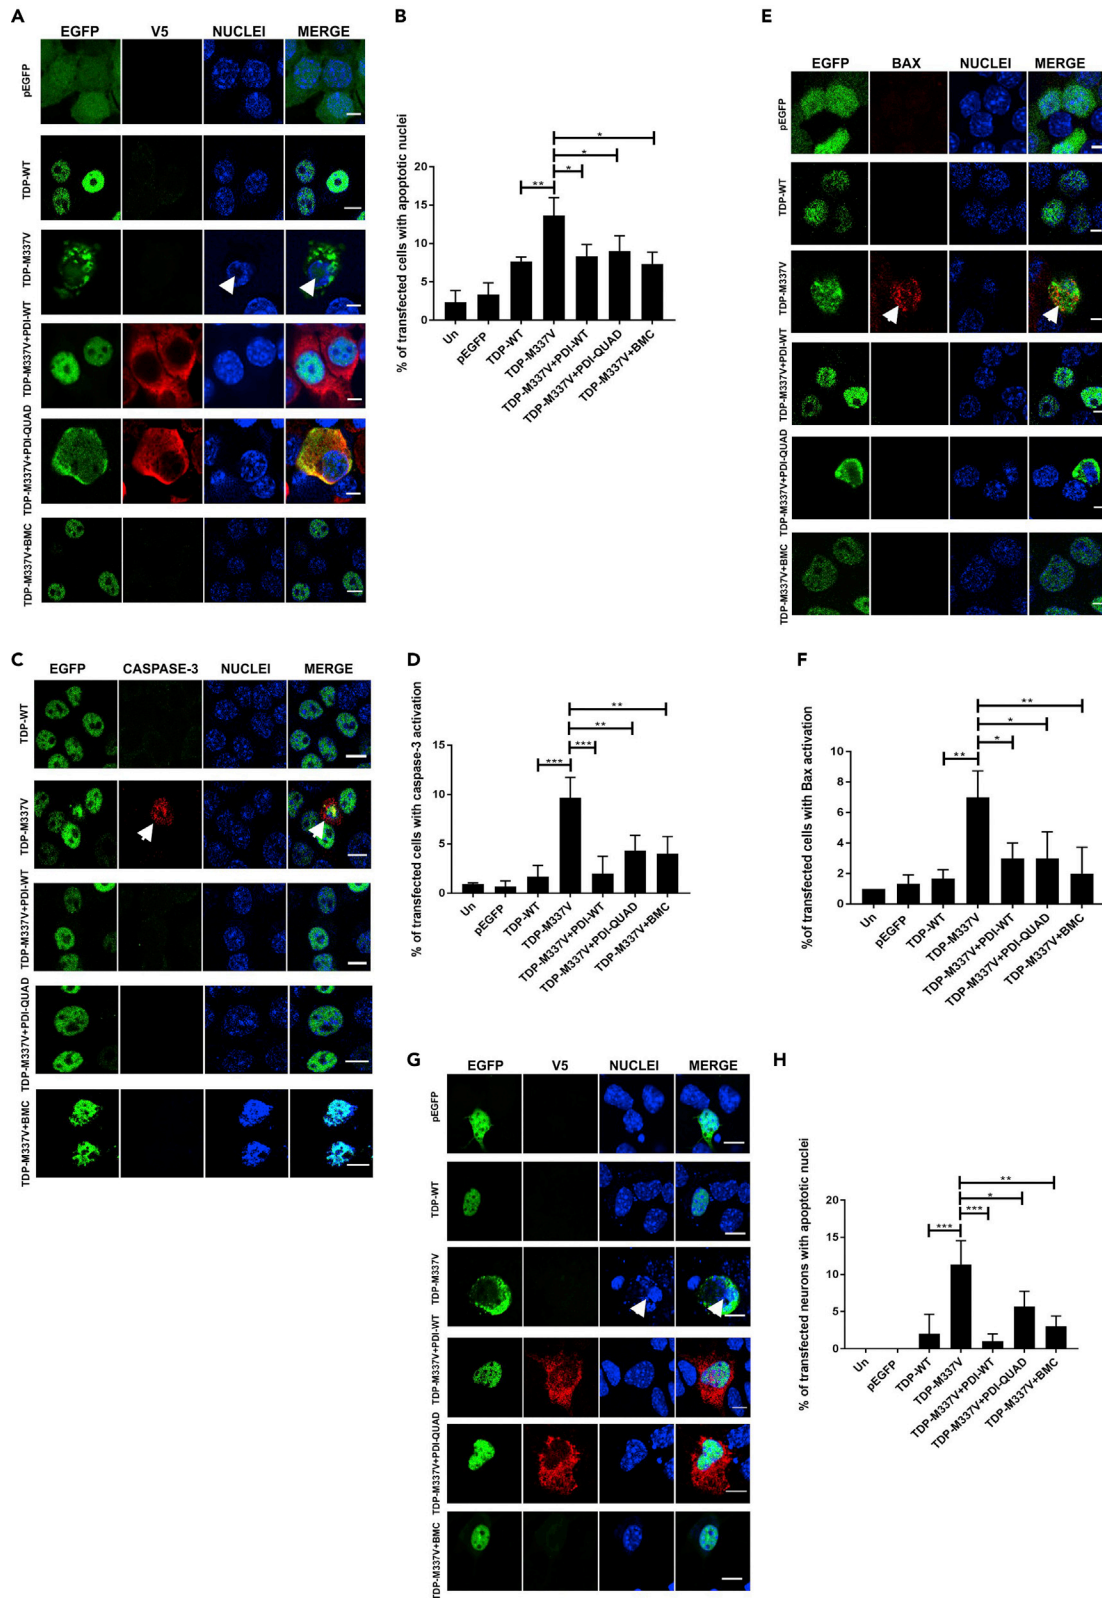 A
EGFP V5 NUCLEI MERGE
pEGFP
TDP-WT
TDP-M337V
TDP-M337V+PDI-WT
TDP-M337V+PDI-QUAD
TDP-M337V+BMC
B
% of transfected cells with apoptotic nuclei
20
15
10
5
0
*
*
** *
Un
pEGFP
TDP-WT
TDP-M337V
TDP-M337V+PDI-WT
TDP-M337V+PDI-QUAD
TDP-M337V+BMC
E
EGFP BAX NUCLEI MERGE
pEGFP
TDP-WT
TDP-M337V
TDP-M337V+PDI-WT
TDP-M337V+PDI-QUAD
TDP-M337V+BMC
C
EGFP CASPASE-3 NUCLEI MERGE
TDP-WT
TDP-M337V
TDP-M337V+PDI-WT
TDP-M337V+PDI-QUAD
TDP-M337V+BMC
D
% of transfected cells with caspase-3 activation
15
10
5
0
**
**
*** ***
Un
pEGFP
TDP-WT
TDP-M337V
TDP-M337V+PDI-WT
TDP-M337V+PDI-QUAD
TDP-M337V+BMC
F
%of transfected cells with Bax activation
10
8
6
4
2
0
**
*
** *
Un
pEGFP
TDP-WT
TDP-M337V
TDP-M337V+PDI-WT
TDP-M337V+PDI-QUAD
TDP-M337V+BMC
G
EGFP V5 NUCLEI MERGE
pEGFP
TDP-WT
TDP-M337V
TDP-M337V+PDI-WT
TDP-M337V+PDI-QUAD
TDP-M337V+BMC
H
% of transfected neurons with apoptotic nuclei
20
15
10
5
0
**
*
*** ***
Un
pEGFP
TDP-WT
TDP-M337V
TDP-M337V+PDI-WT
TDP-M337V+PDI-QUAD
TDP-M337V+BMC